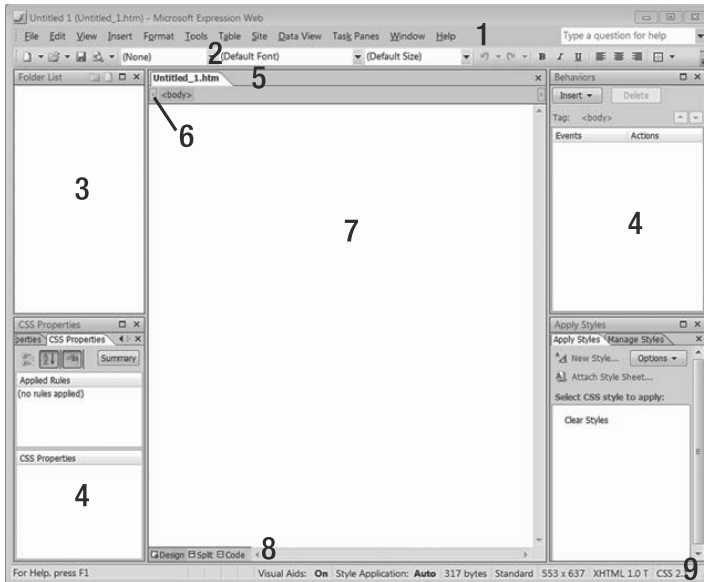 Untitled 1 (Untitled_1.htm) - Microsoft Expression Web
File Edit View Insert Format Tools Table Site Data View Task Panes Window Help 1 Type a question for help
(None) 2 (Default Font) (Default Size) B I U
Folder List
Untitled_1.htm 5
<body>
6
3
7
Behaviors
Insert Delete
Tag: <body>
Events Actions
4
CSS Properties
perties CSS Properties
Summary
Applied Rules
(no rules applied)
CSS Properties
4
Apply Styles
Apply Styles Manage Styles
New Style... Options
Attach Style Sheet...
Select CSS style to apply:
Clear Styles
Design Split Code 8
For Help, press F1 Visual Aids: On Style Application: Auto 317 bytes Standard 553 x 637 XHTML 1.0 T CSS 2. 9